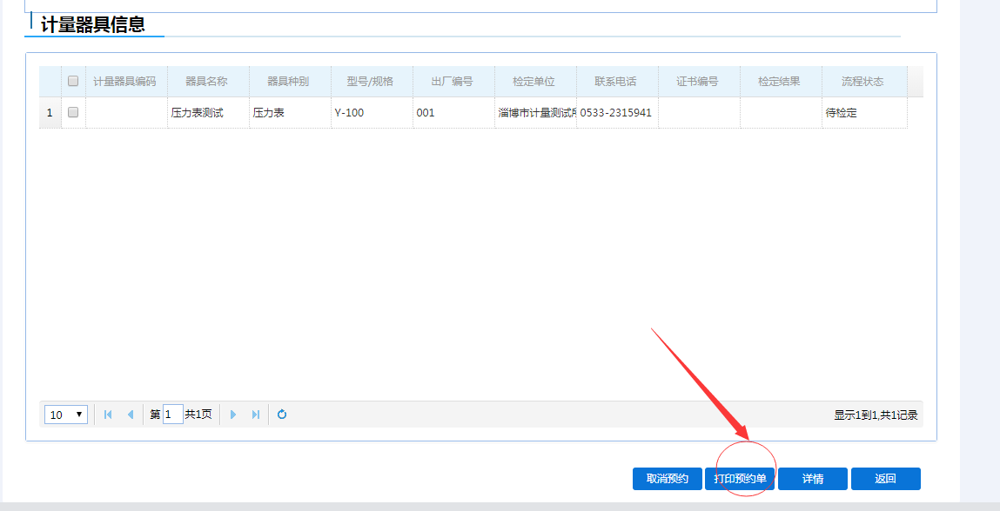 计量器具信息
计量器具编码 器具名称 器具种别 型号/规格 出厂编号 检定单位 联系电话 证书编号 检定结果 流程状态
1 压力表测试 压力表 Y-100 001 淄博市计量测试 0533-2315941 待检定
10 第 1 共1页 显示1到1,共1记录
取消预约 打印预约单 详情 返回